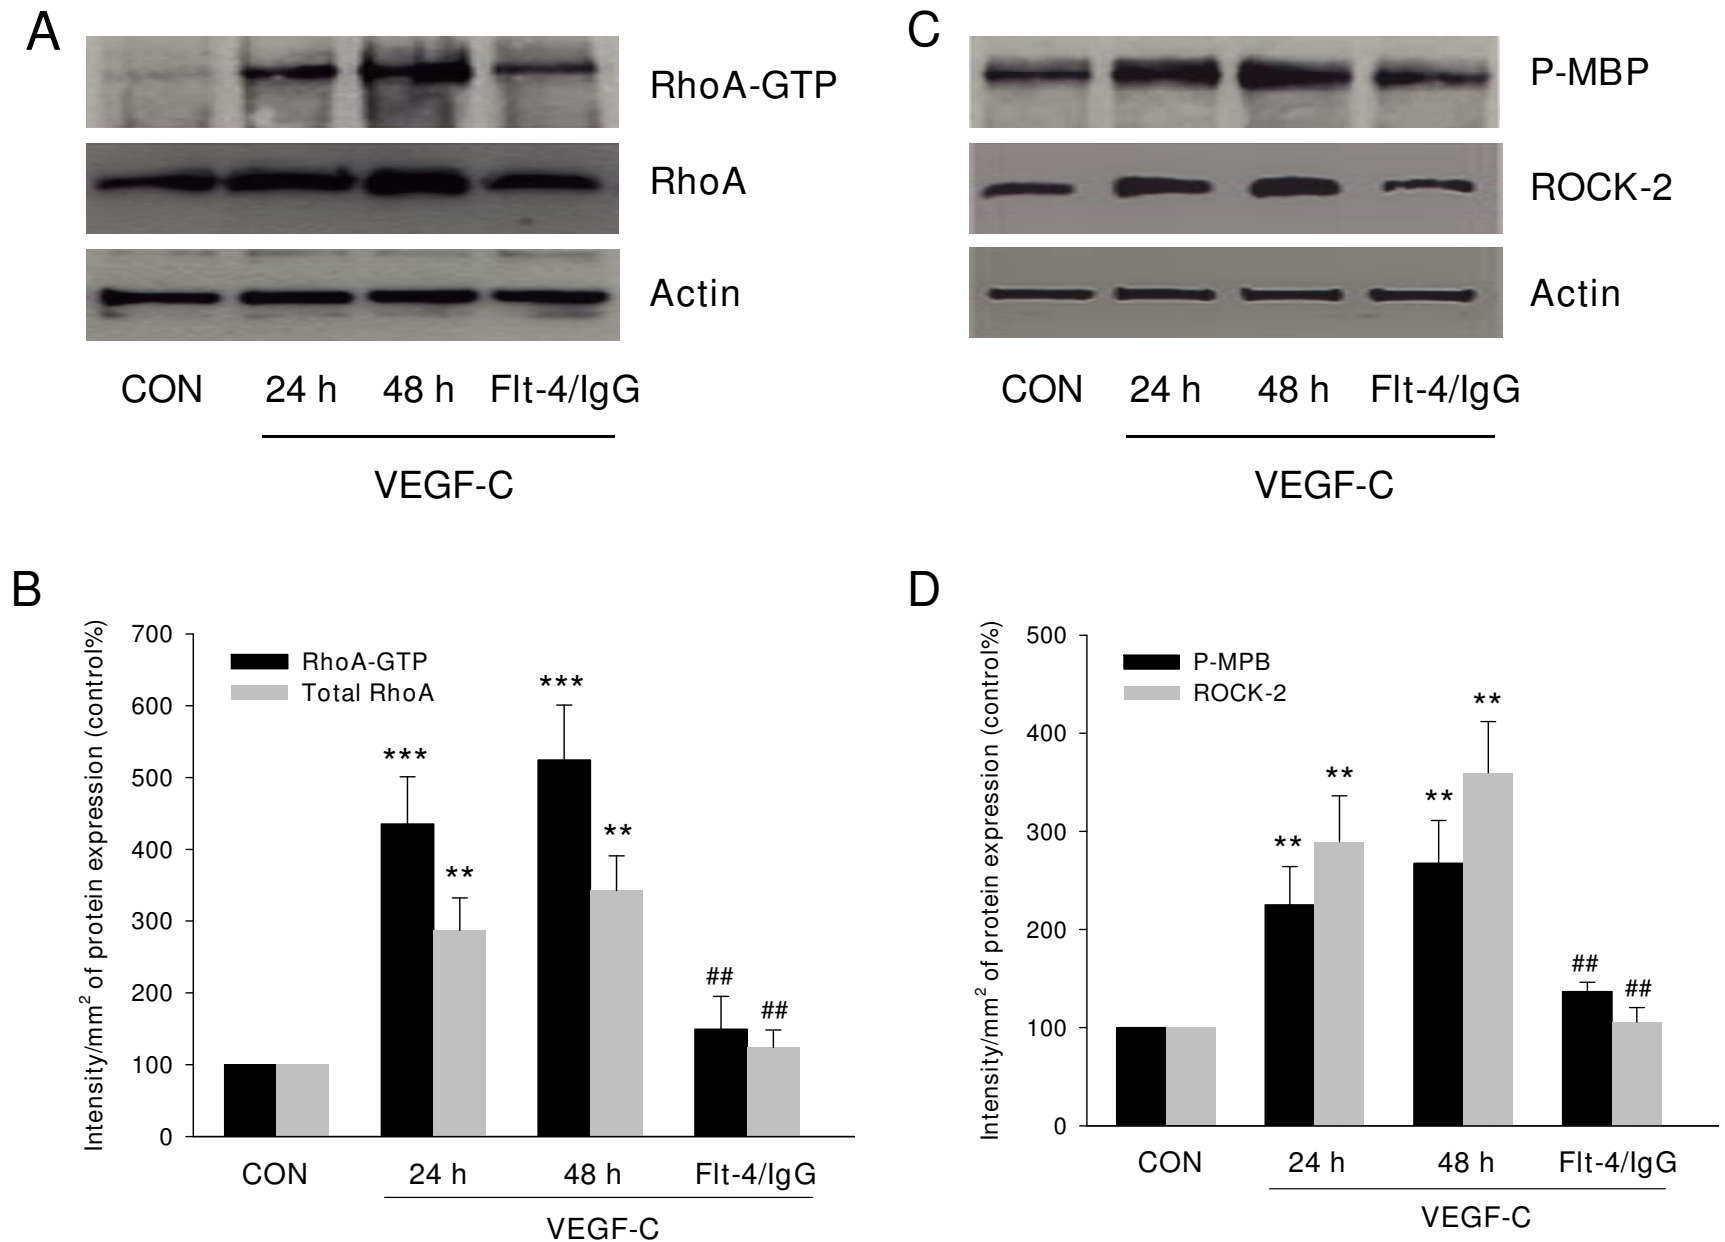 A
RhoA-GTP
RhoA
Actin
CON 24 h 48 h Flt-4/IgG
VEGF-C
C
P-MBP
ROCK-2
Actin
CON 24 h 48 h Flt-4/IgG
VEGF-C
B
Intensity/mm² of protein expression (control%)
700
600
500
400
300
200
100
0
RhoA-GTP
Total RhoA
***
**
***
**
##
##
CON 24 h 48 h Flt-4/IgG
VEGF-C
D
Intensity/mm² of protein expression (control%)
500
400
300
200
100
0
P-MPB
ROCK-2
**
**
**
**
##
##
CON 24 h 48 h Flt-4/IgG
VEGF-C